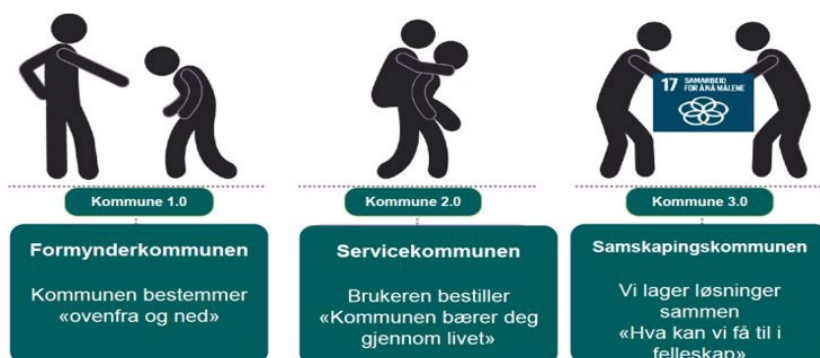 17 SAMARBEID
FOR Å NÅ MÅLENE
Kommune 1.0
Formynderkommunen
Kommunen bestemmer
«ovenfra og ned»
Kommune 2.0
Servicekommunen
Brukeren bestiller
«Kommunen bærer deg
gjennom livet»
Kommune 3.0
Samskapingskommunen
Vi lager løsninger
sammen
«Hva kan vi få til i
felleskap»